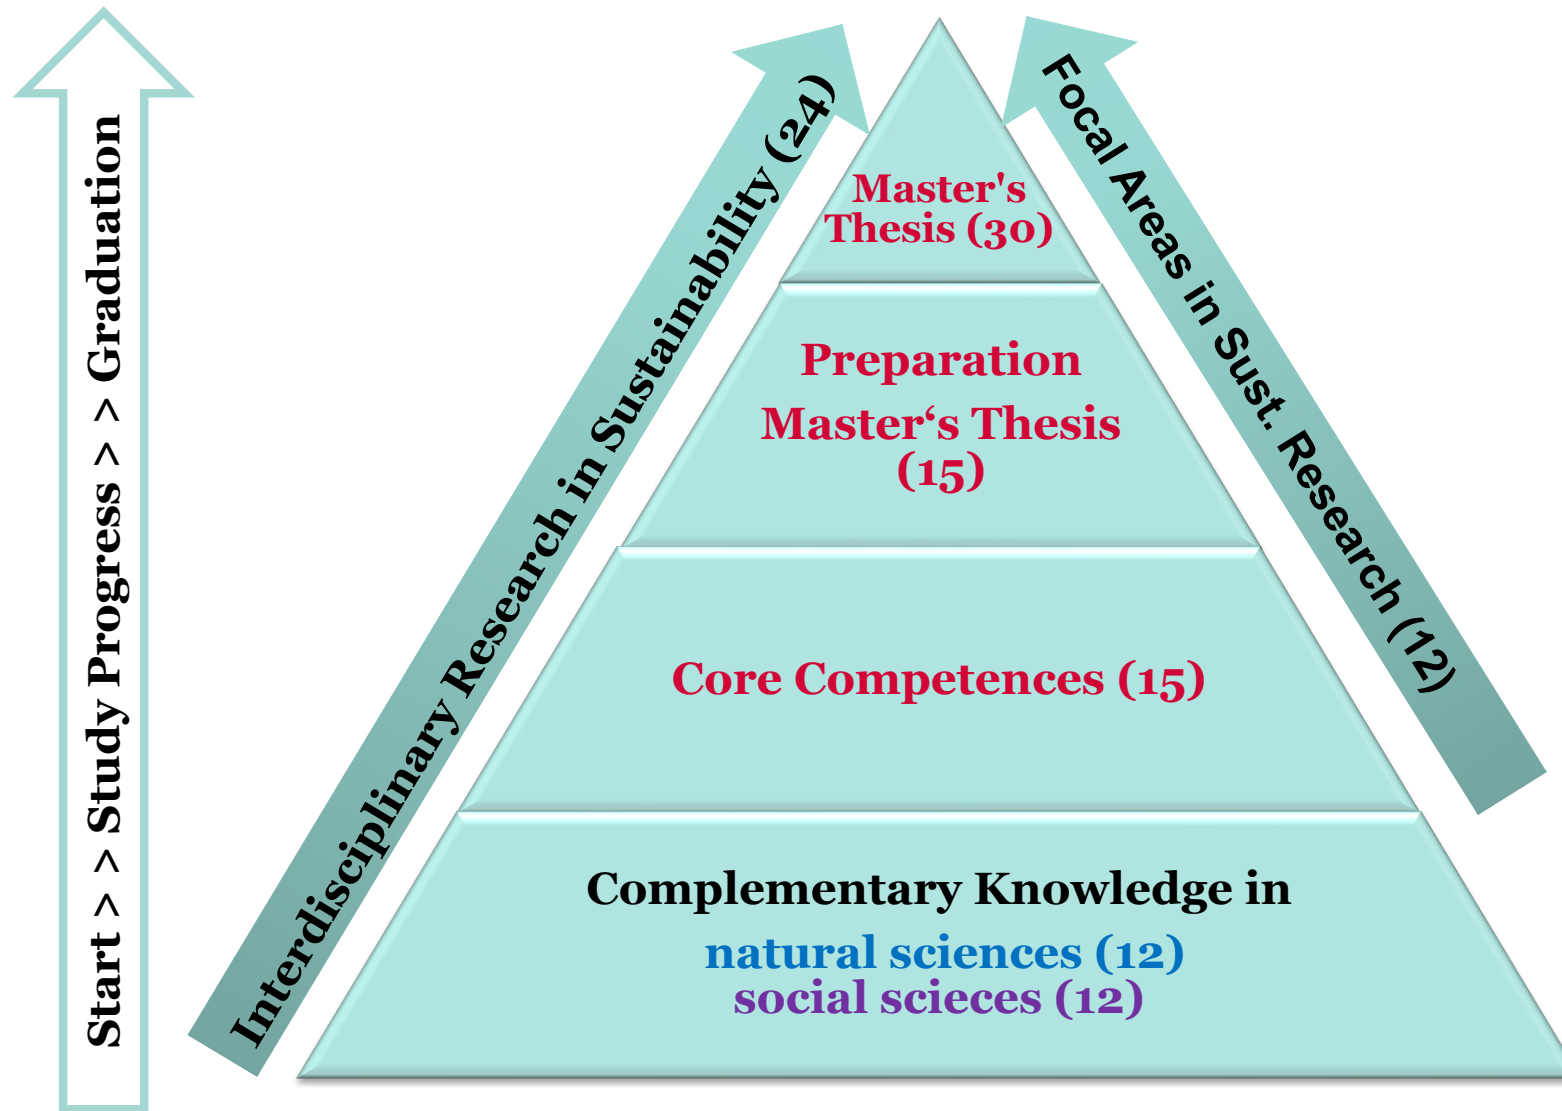 Start > > Study Progress > > Graduation
Interdisciplinary Research in Sustainability (24)
Master's
Thesis (30)
Preparation
Master‘s Thesis
(15)
Core Competences (15)
Complementary Knowledge in
natural sciences (12)
social scieces (12)
Focal Areas in Sust. Research (12)